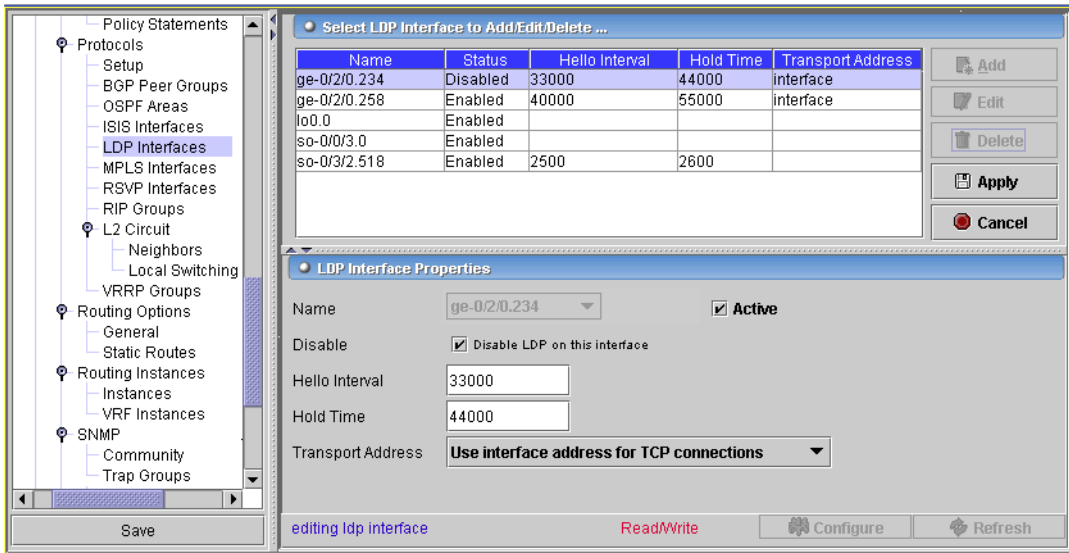 Policy Statements
Protocols
Setup
BGP Peer Groups
OSPF Areas
ISIS Interfaces
LDP Interfaces
MPLS Interfaces
RSVP Interfaces
RIP Groups
L2 Circuit
Neighbors
Local Switching
VRRP Groups
Routing Options
General
Static Routes
Routing Instances
Instances
VRF Instances
SNMP
Community
Trap Groups
Save
Select LDP Interface to Add/Edit/Delete ...
Name Status Hello Interval Hold Time Transport Address
ge-0/2/0.234 Disabled 33000 44000 interface
ge-0/2/0.258 Enabled 40000 55000 interface
lo0.0 Enabled
so-0/0/3.0 Enabled
so-0/3/2.518 Enabled 2500 2600
Add
Edit
Delete
Apply
Cancel
LDP Interface Properties
Name ge-0/2/0.234 Active
Disable Disable LDP on this interface
Hello Interval 33000
Hold Time 44000
Transport Address Use interface address for TCP connections
editing ldp interface Read/Write Configure Refresh